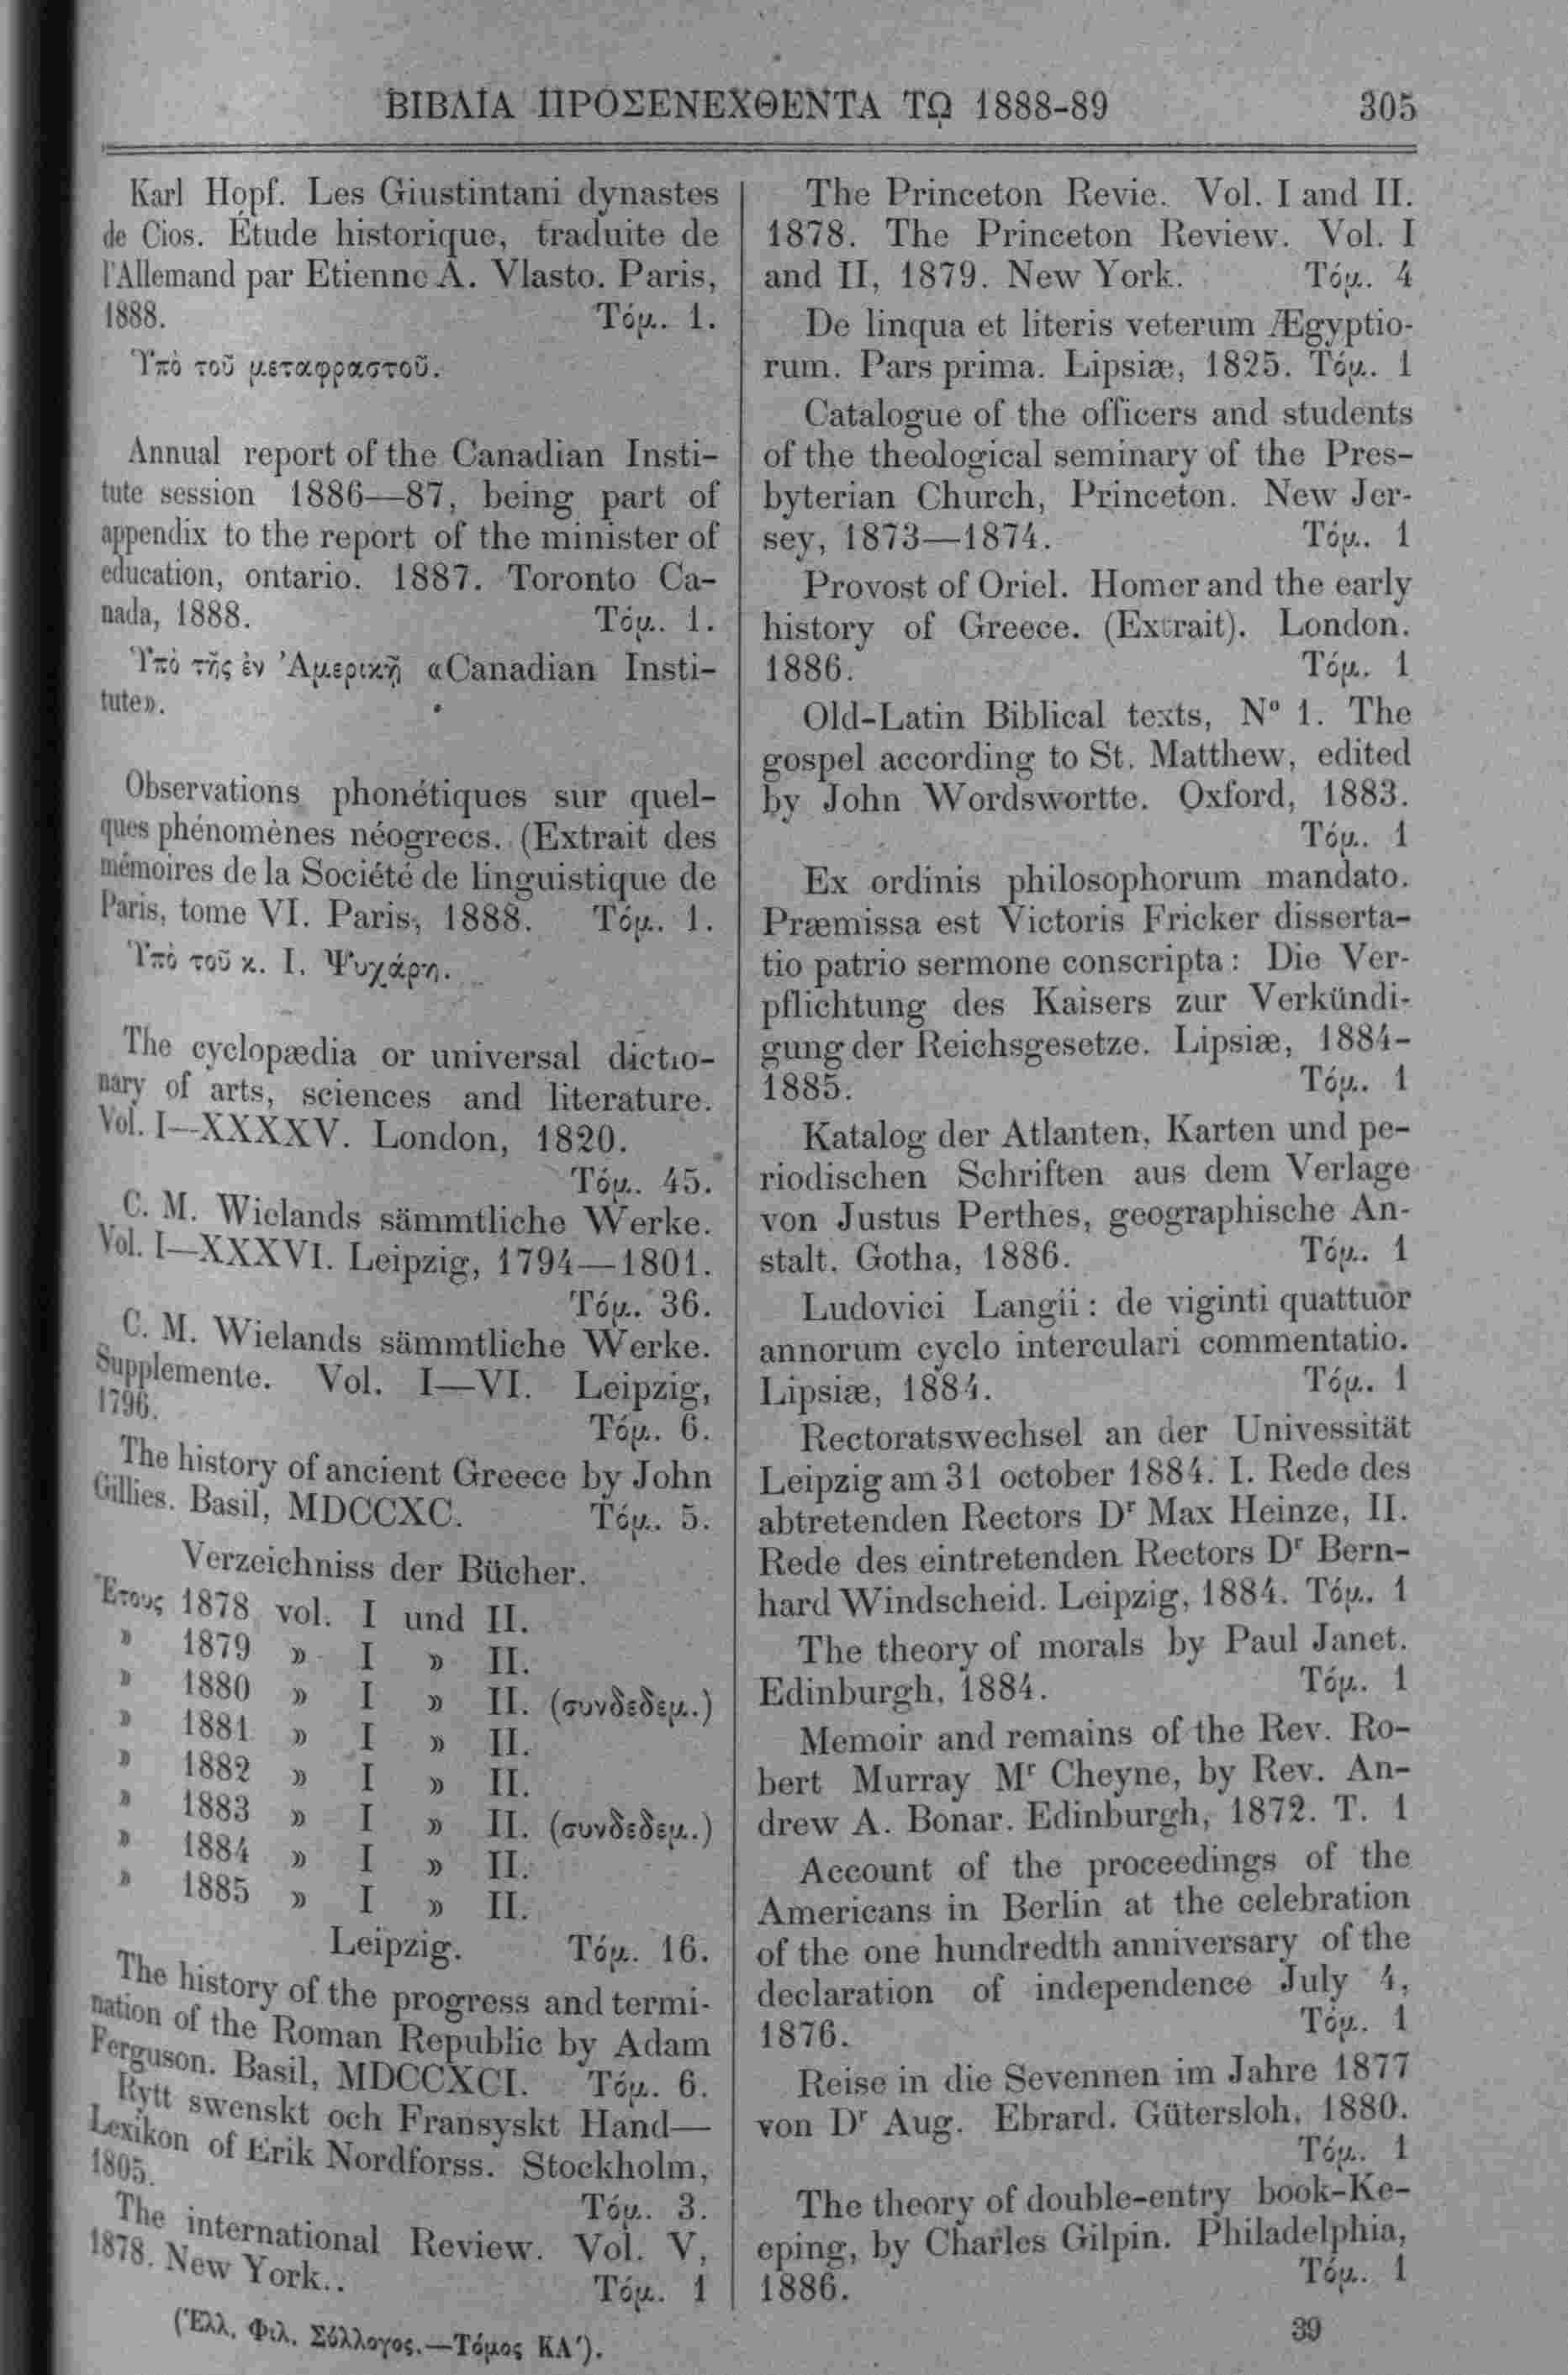 ΒΙΒΛΙΑ ΠΡΟΣΕΝΕΧΘΕΝΤΑ Τῼ 1888-89 305
Karl Hopf. Les Giustintani dynastes
de Cios. Étude historique, traduite de
l'Allemand par Etienne A. Vlasto. Paris,
1888. Τόμ. 1.
Ὑπὸ τοῦ μεταφραστοῦ.
Annual report of the Canadian Insti-
tute session 1886—87, being part of
appendix to the report of the minister of
education, ontario. 1887. Toronto Ca-
nada, 1888. Τόμ. 1.
Ὑπὸ τῆς ἐν Ἀμερικῇ «Canadian Insti-
tute».
Observations phonétiques sur quel-
ques phénomènes néogrecs. (Extrait des
mémoires de la Société de linguistique de
Paris, tome VI. Paris, 1888. Τόμ. 1.
Ὑπὸ τοῦ κ. Ι. Ψυχάρη.
The cyclopædia or universal dictio-
nary of arts, sciences and literature.
Vol. I—XXXXV. London, 1820.
Τόμ. 45.
C. M. Wielands sämmtliche Werke.
Vol. I—XXXVI. Leipzig, 1794—1801.
Τόμ. 36.
C. M. Wielands sämmtliche Werke.
Supplemente. Vol. I—VI. Leipzig,
1796. Τόμ. 6.
The history of ancient Greece by John
Gillies. Basil, MDCCXC. Τόμ. 5.
Verzeichniss der Bücher.
Ἔτους 1878 vol. I und II.
» 1879 » I » II.
» 1880 » I » II. (συνδεδεμ.)
» 1881 » I » II.
» 1882 » I » II.
» 1883 » I » II. (συνδεδεμ.)
» 1884 » I » II.
» 1885 » I » II.
Leipzig. Τόμ. 16.
The history of the progress and termi-
nation of the Roman Republic by Adam
Ferguson. Basil, MDCCXCI. Τόμ. 6.
Rytt swenskt och Fransyskt Hand—
Lexikon of Erik Nordforss. Stockholm,
1805. Τόμ. 3.
The international Review. Vol. V,
1878. New York.. Τόμ. 1
(Ἑλλ. Φιλ. Σύλλογος.—Τόμος ΚΑ').
The Princeton Revie. Vol. I and II.
1878. The Princeton Review. Vol. I
and II, 1879. New York. Τόμ. 4
De linqua et literis veterum Ægyptio-
rum. Pars prima. Lipsiæ, 1825. Τόμ. 1
Catalogue of the officers and students
of the theological seminary of the Pres-
byterian Church, Princeton. New Jer-
sey, 1873—1874. Τόμ. 1
Provost of Oriel. Homer and the early
history of Greece. (Extrait). London.
1886. Τόμ. 1
Old-Latin Biblical texts, Nº 1. The
gospel according to St. Matthew, edited
by John Wordswortte. Oxford, 1883.
Τόμ. 1
Ex ordinis philosophorum mandato.
Præmissa est Victoris Fricker disserta-
tio patrio sermone conscripta: Die Ver-
pflichtung des Kaisers zur Verkündi-
gung der Reichsgesetze. Lipsiæ, 1884-
1885. Τόμ. 1
Katalog der Atlanten, Karten und pe-
riodischen Schriften aus dem Verlage
von Justus Perthes, geographische An-
stalt. Gotha, 1886. Τόμ. 1
Ludovici Langii: de viginti quattuor
annorum cyclo interculari commentatio.
Lipsiæ, 1884. Τόμ. 1
Rectoratswechsel an der Univessität
Leipzig am 31 october 1884. I. Rede des
abtretenden Rectors Dʳ Max Heinze, II.
Rede des eintretenden Rectors Dʳ Bern-
hard Windscheid. Leipzig, 1884. Τόμ. 1
The theory of morals by Paul Janet.
Edinburgh, 1884. Τόμ. 1
Memoir and remains of the Rev. Ro-
bert Murray Mʳ Cheyne, by Rev. An-
drew A. Bonar. Edinburgh, 1872. Τ. 1
Account of the proceedings of the
Americans in Berlin at the celebration
of the one hundredth anniversary of the
declaration of independence July 4,
1876. Τόμ. 1
Reise in die Sevennen im Jahre 1877
von Dʳ Aug. Ebrard. Gütersloh, 1880.
Τόμ. 1
The theory of double-entry book-Ke-
eping, by Charles Gilpin. Philadelphia,
1886. Τόμ. 1
39